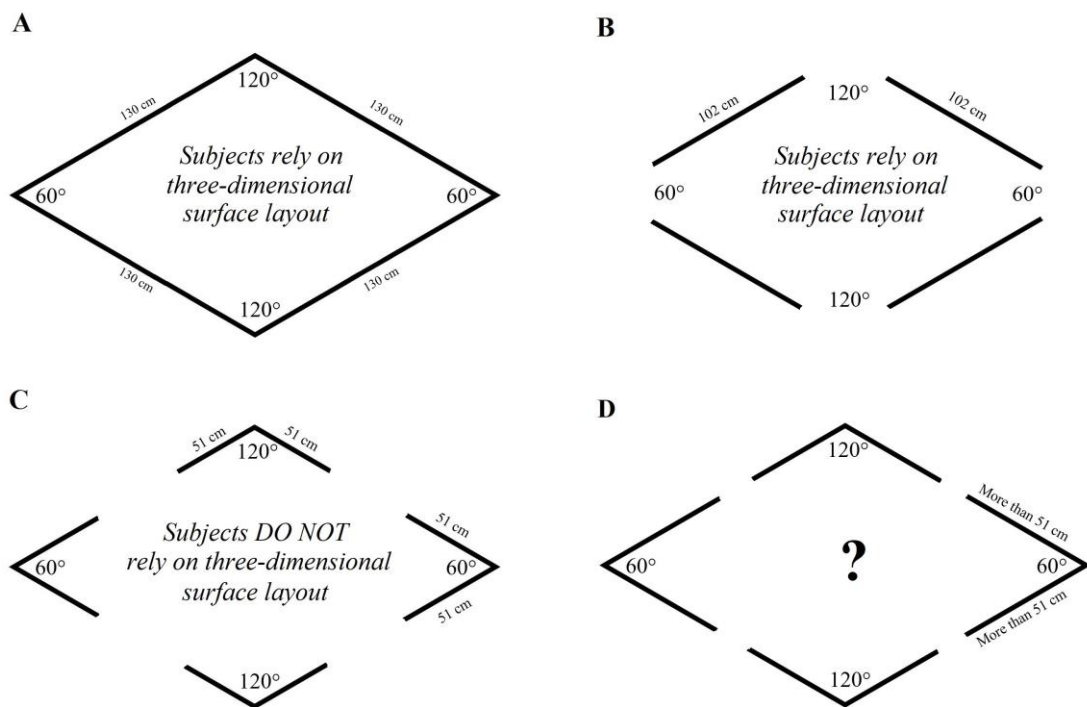 A
120°
130 cm
130 cm
Subjects rely on
three-dimensional
surface layout
60°
60°
130 cm
130 cm
120°
B
120°
102 cm
102 cm
Subjects rely on
three-dimensional
surface layout
60°
60°
120°
C
51 cm
51 cm
120°
51 cm
Subjects DO NOT
rely on three-dimensional
surface layout
60°
60°
51 cm
120°
D
120°
More than 51 cm
?
60°
60°
More than 51 cm
120°